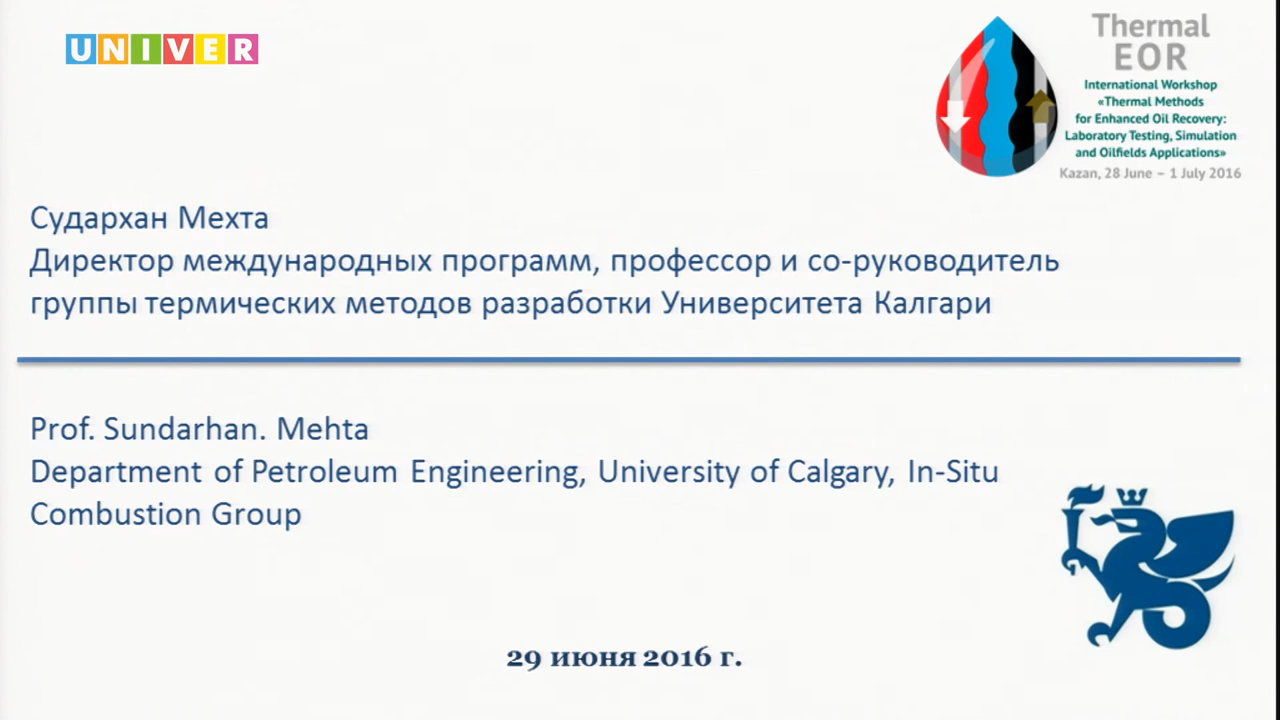 UNIVER
Thermal
EOR
International Workshop
«Thermal Methods
for Enhanced Oil Recovery:
Laboratory Testing, Simulation
and Oilfields Applications»
Kazan, 28 June – 1 July 2016
Судархан Мехта
Директор международных программ, профессор и со-руководитель
группы термических методов разработки Университета Калгари
Prof. Sundarhan. Mehta
Department of Petroleum Engineering, University of Calgary, In-Situ
Combustion Group
29 июня 2016 г.